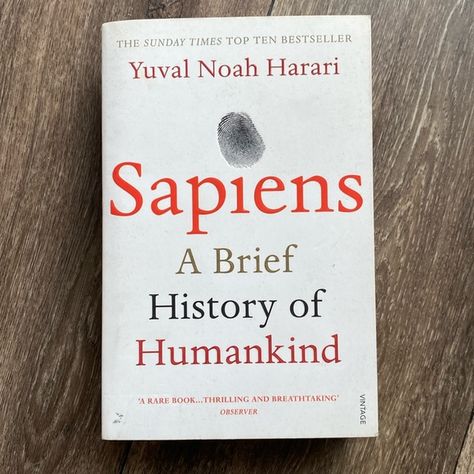 THE SUNDAY TIMES TOP TEN BESTSELLER
Yuval Noah Harari
Sapiens
A Brief
History of
Humankind
'A RARE BOOK...THRILLING AND BREATHTAKING'
OBSERVER
VINTAGE